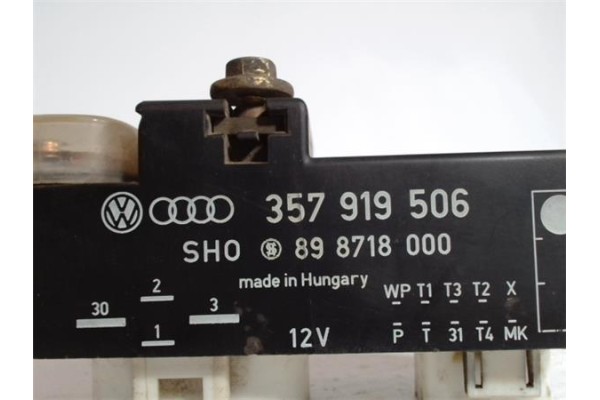 357 919 506
SHO 89 8718 000
made in Hungary
WP T1 T3 T2 X
2
30 3
1 12V P T 31 T4 MK